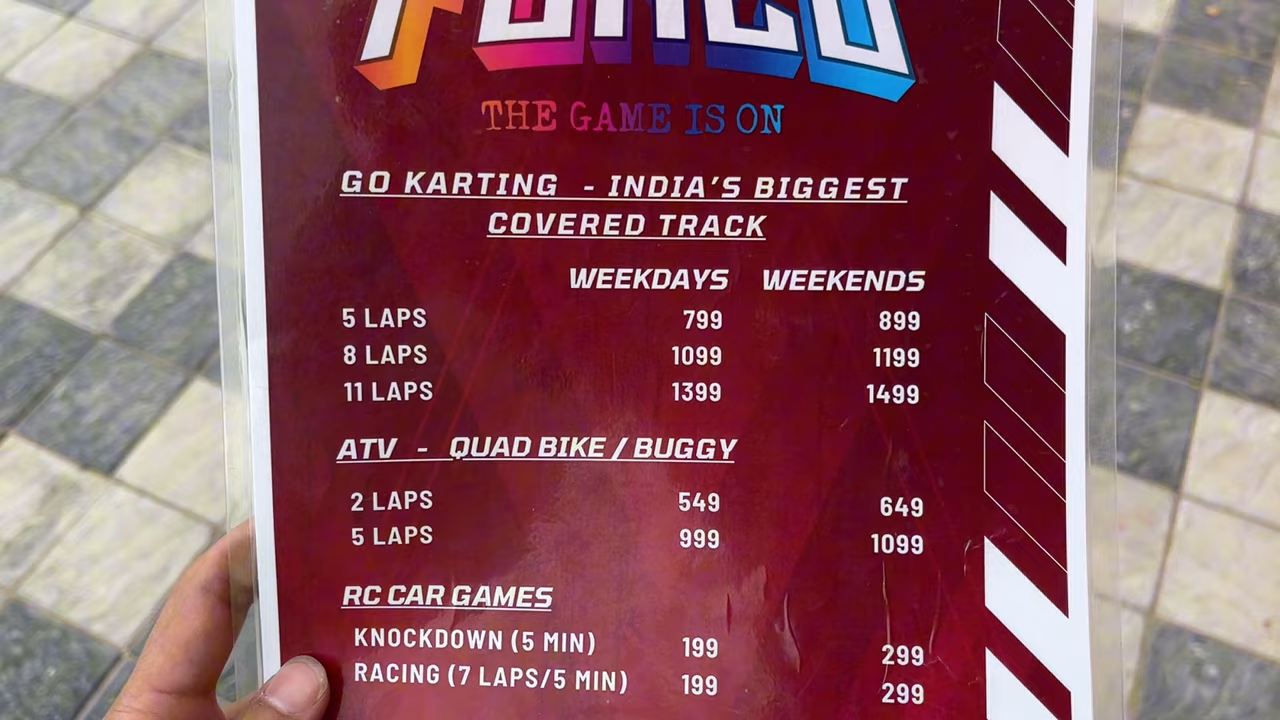 THE GAME IS ON
GO KARTING - INDIA'S BIGGEST
COVERED TRACK
WEEKDAYS WEEKENDS
5 LAPS 799 899
8 LAPS 1099 1199
11 LAPS 1399 1499
ATV - QUAD BIKE / BUGGY
2 LAPS 549 649
5 LAPS 999 1099
RC CAR GAMES
KNOCKDOWN (5 MIN) 199 299
RACING (7 LAPS/5 MIN) 199 299